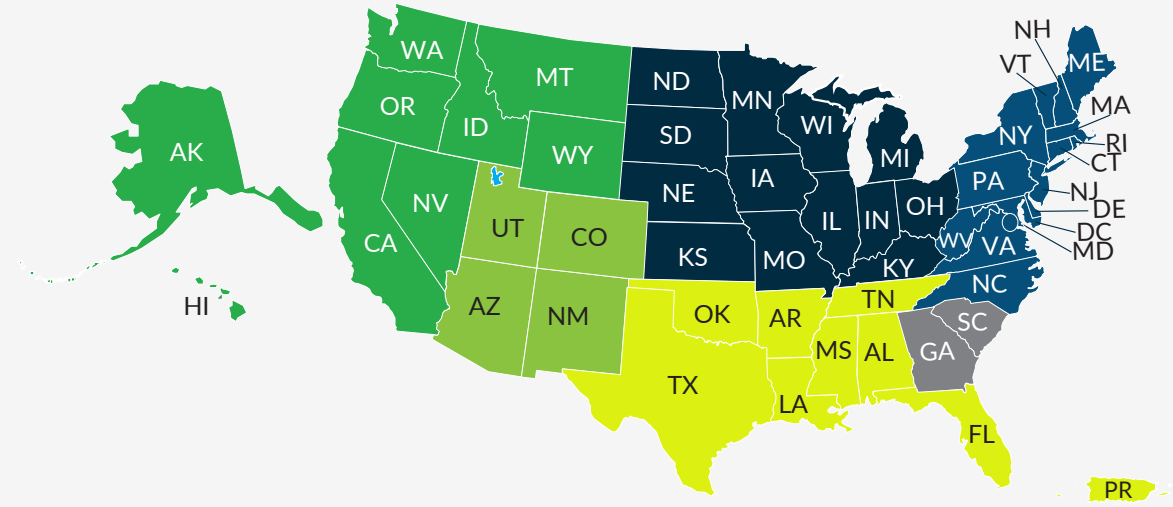 NH
WA
ME
VT
MT
ND
MN
OR
MA
WI
ID
SD
NY
RI
AK
WY
MI
CT
IA
PA
NJ
NE
NV
OH
DE
UT
CO
IL
IN
DC
CA
WV
VA
MD
KS
MO
KY
NC
HI
AZ
NM
OK
AR
TN
SC
MS
AL
GA
TX
LA
FL
PR